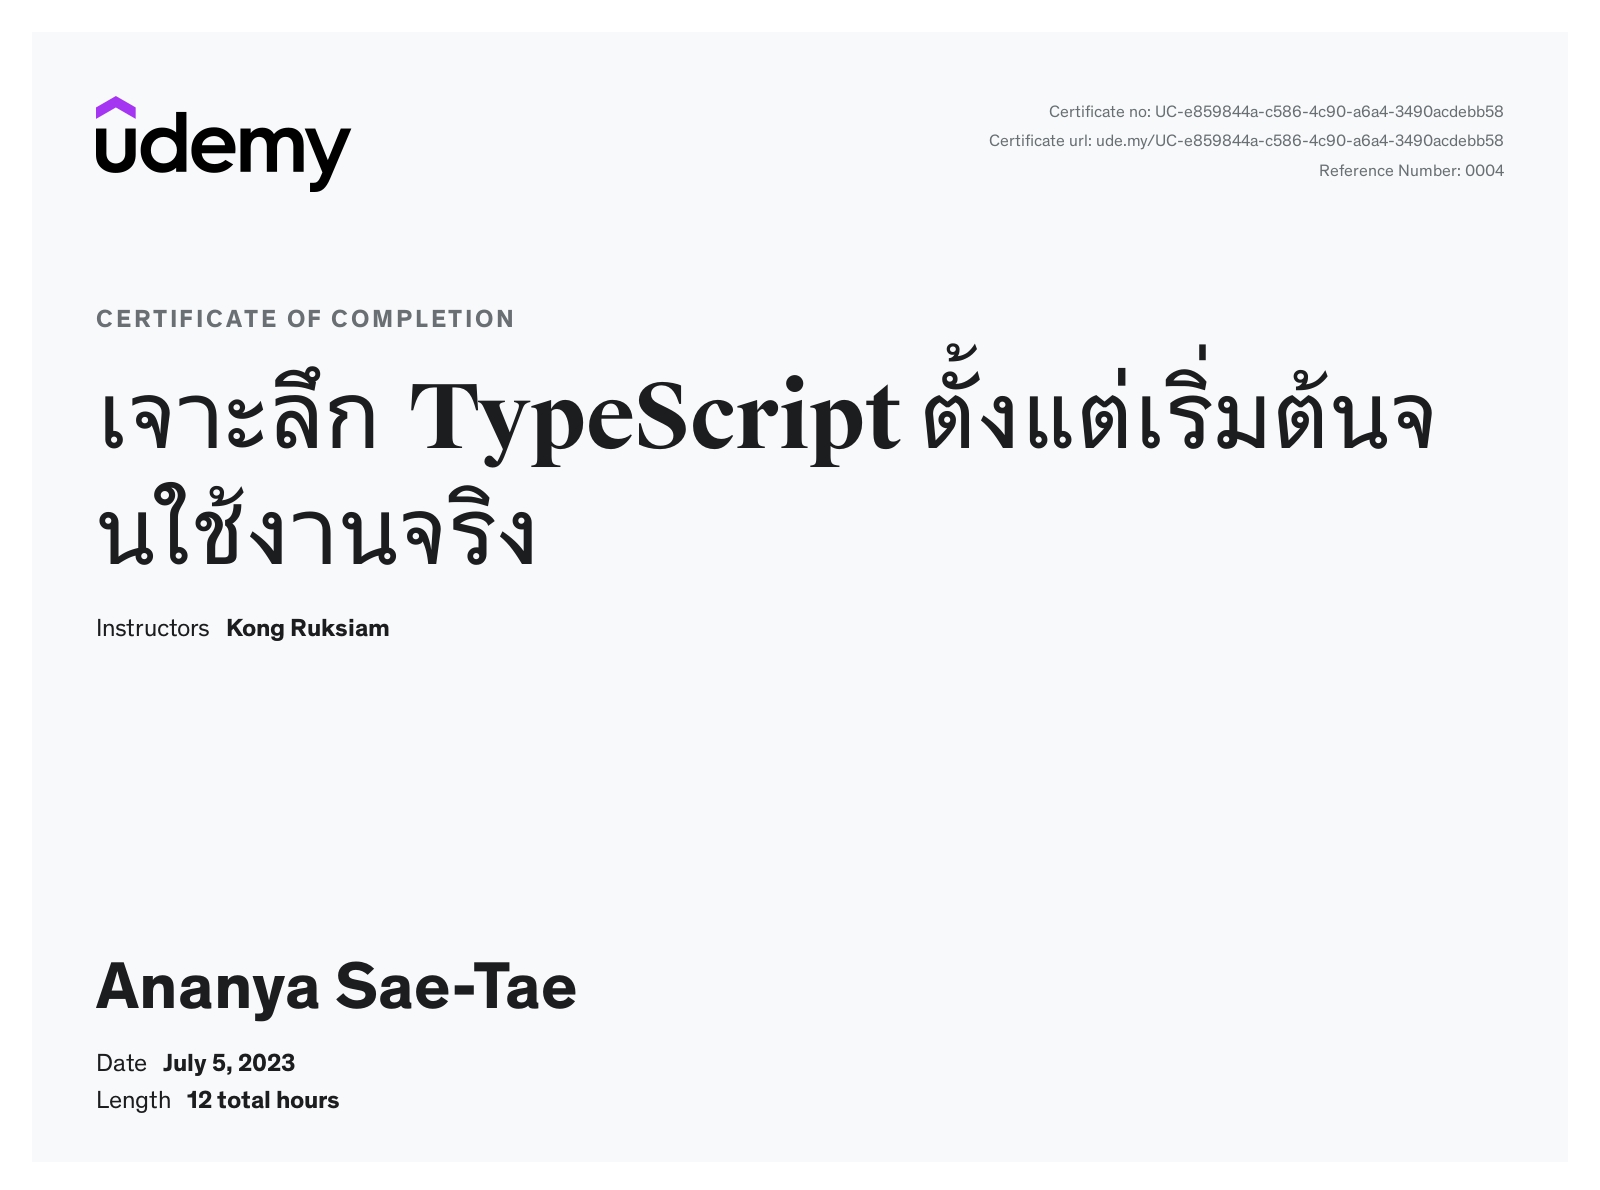 udemy
Certificate no: UC-e859844a-c586-4c90-a6a4-3490acdebb58
Certificate url: ude.my/UC-e859844a-c586-4c90-a6a4-3490acdebb58
Reference Number: 0004
CERTIFICATE OF COMPLETION
เจาะลึก TypeScript ตั้งแต่เริ่มต้นจ
นใช้งานจริง
Instructors Kong Ruksiam
Ananya Sae-Tae
Date July 5, 2023
Length 12 total hours